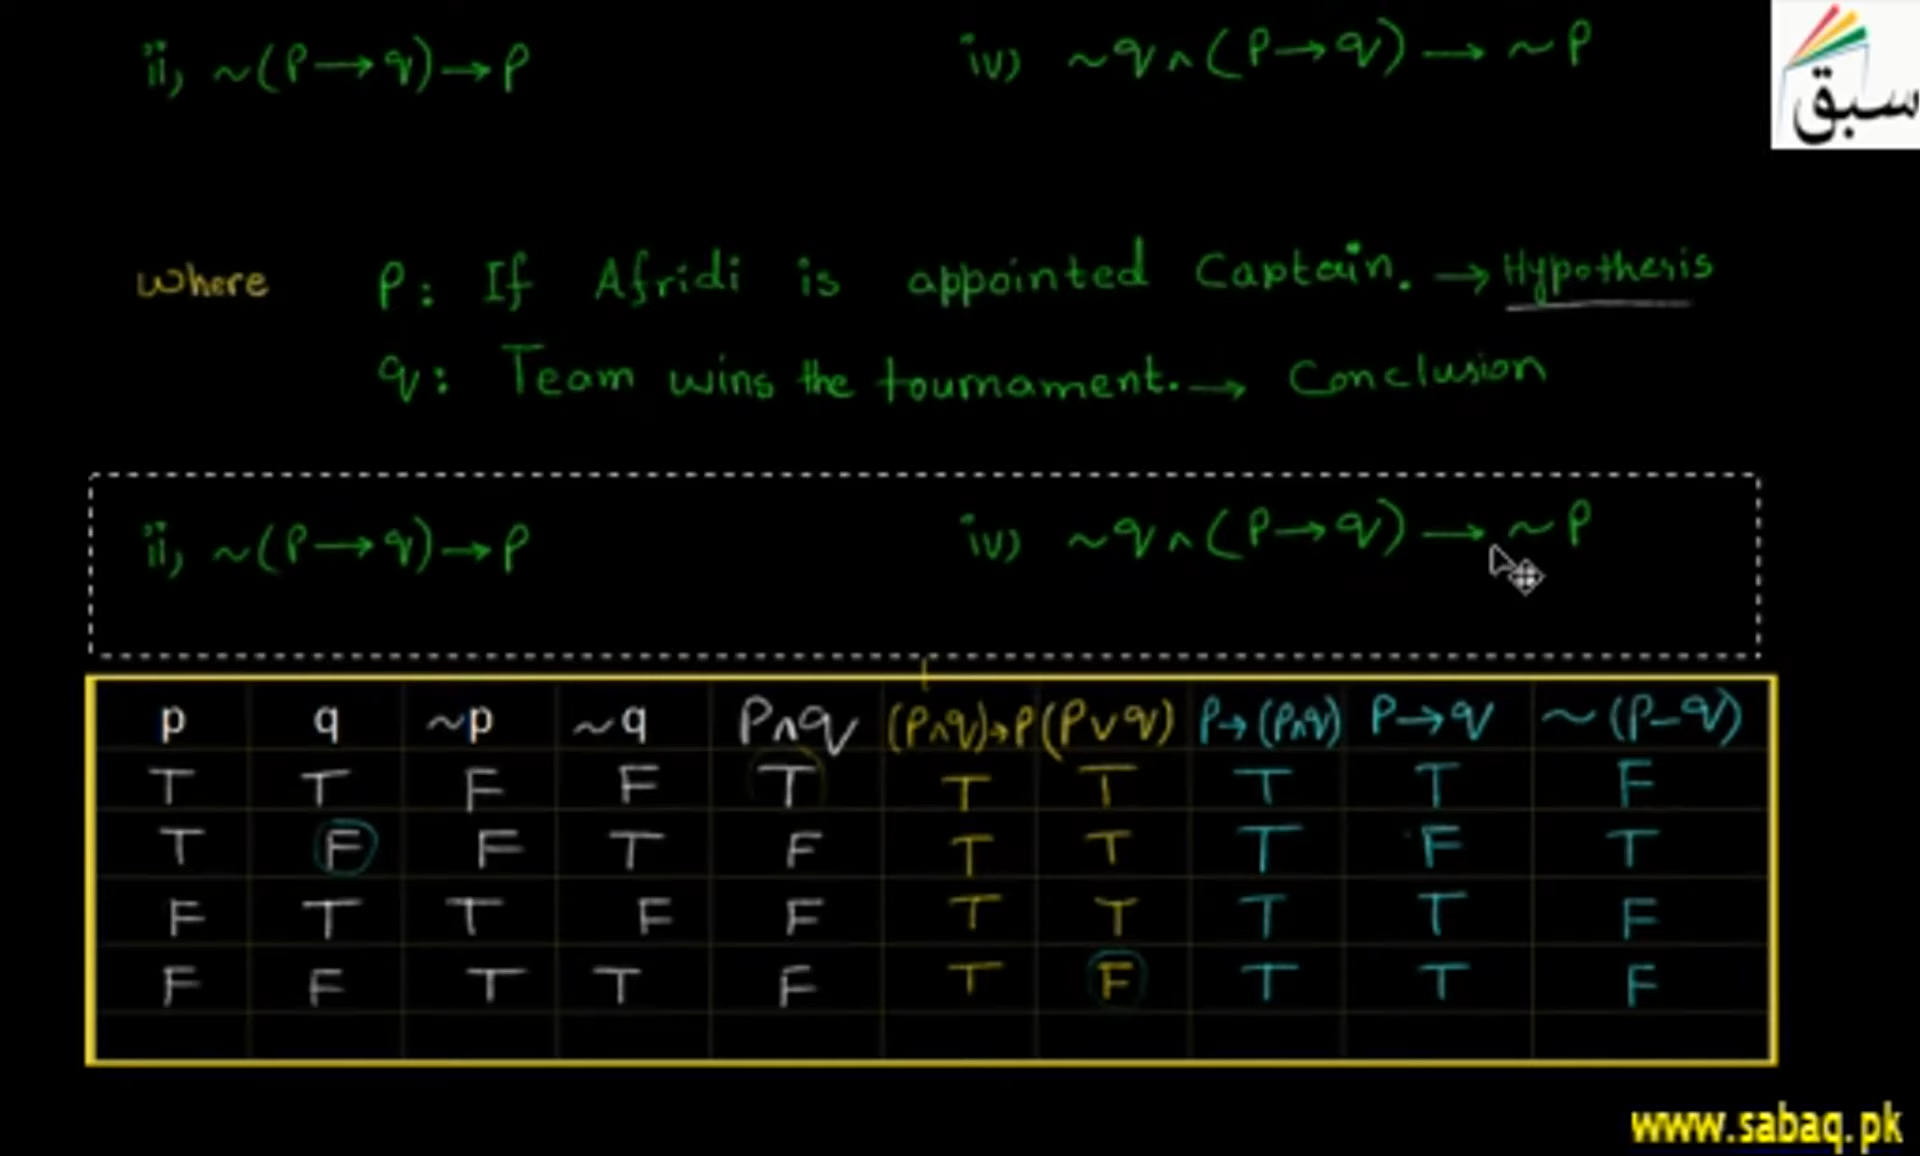 ii, ~(P→q)→p
iv) ~q∧(P→q)→~P
سبق
where P: If Afridi is appointed Captain. → Hypothesis
q: Team wins the tournament. → Conclusion
ii, ~(P→q)→p
iv) ~q∧(P→q)→~P
p q ~p ~q P∧q (P∧q)→P (P∨q) P→(P∧q) P→q ~(P-q)
T T F F T T T T T F
T F F T F T T T F T
F T T F F T T T T F
F F T T F T F T T F
www.sabaq.pk